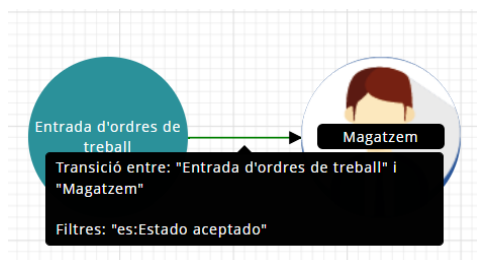 Entrada d'ordres de
treball
Magatzem
Transició entre: "Entrada d'ordres de treball" i
"Magatzem"
Filtres: "es:Estado aceptado"